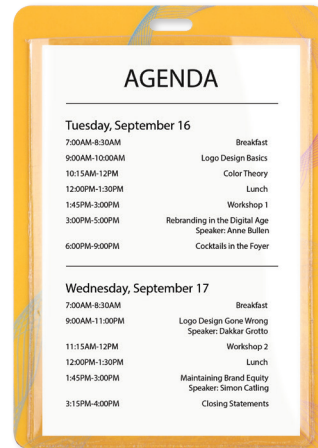 AGENDA
Tuesday, September 16
7:00AM-8:30AM Breakfast
9:00AM-10:00AM Logo Design Basics
10:15AM-12PM Color Theory
12:00PM-1:30PM Lunch
1:45PM-3:00PM Workshop 1
3:00PM-5:00PM Rebranding in the Digital Age
Speaker: Anne Bullen
6:00PM-9:00PM Cocktails in the Foyer
Wednesday, September 17
7:00AM-8:30AM Breakfast
9:00AM-11:00PM Logo Design Gone Wrong
Speaker: Dakkar Grotto
11:15AM-12PM Workshop 2
12:00PM-1:30PM Lunch
1:45PM-3:00PM Maintaining Brand Equity
Speaker: Simon Catling
3:15PM-4:00PM Closing Statements